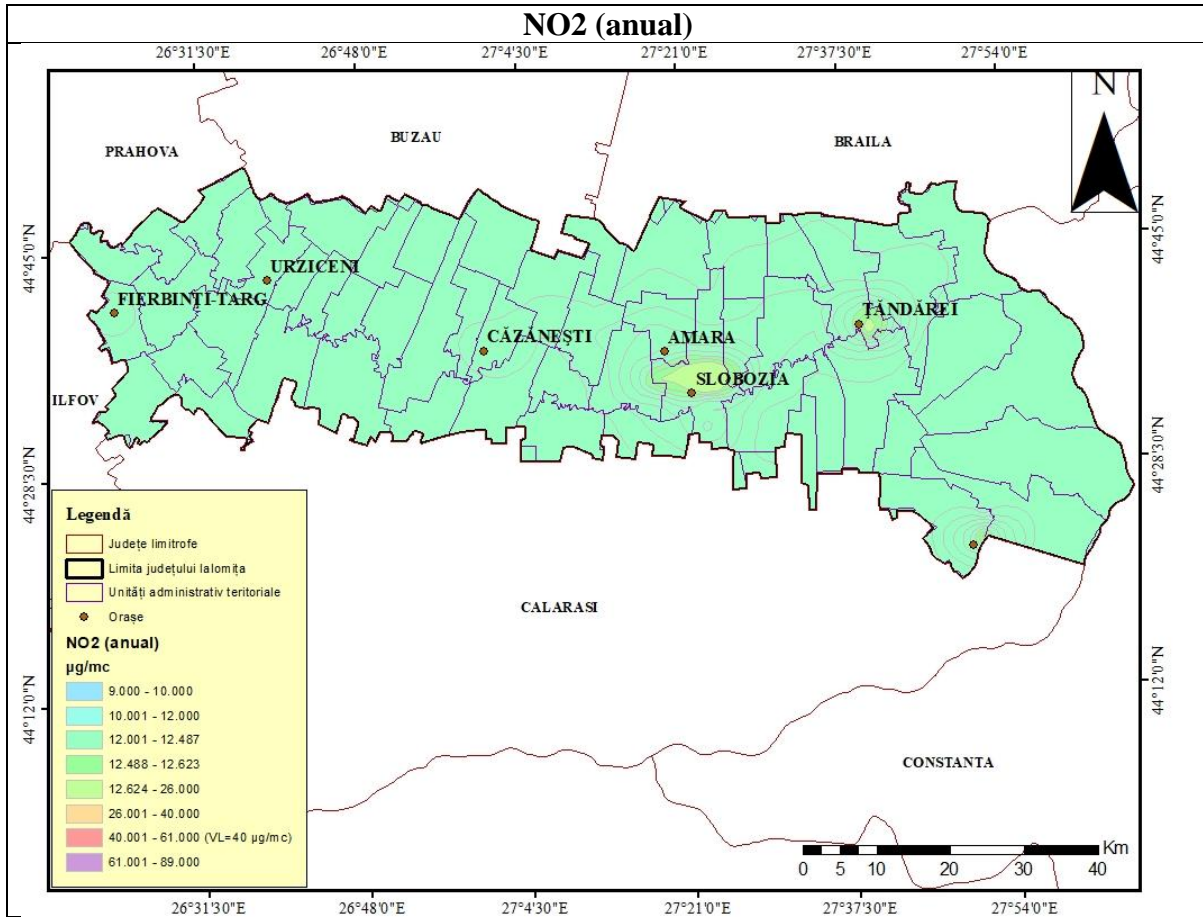 NO2 (anual)
26°31'30"E 26°48'0"E 27°4'30"E 27°21'0"E 27°37'30"E 27°54'0"E
N
BUZAU
BRAILA
PRAHOVA
44°45'0"N
44°45'0"N
URZICENI
FIERBINȚI-TARG
ȚĂNDĂREI
CĂZĂNEȘTI
AMARA
SLOBOZIA
ILFOV
44°28'30"N
44°28'30"N
Legendă
Județe limitrofe
Limita județului Ialomița
Unități administrativ teritoriale
Orașe
NO2 (anual)
µg/mc
9.000 - 10.000
10.001 - 12.000
12.001 - 12.487
12.488 - 12.623
12.624 - 26.000
26.001 - 40.000
40.001 - 61.000 (VL=40 µg/mc)
61.001 - 89.000
CALARASI
44°12'0"N
44°12'0"N
CONSTANTA
Km
0 5 10 20 30 40
26°31'30"E 26°48'0"E 27°4'30"E 27°21'0"E 27°37'30"E 27°54'0"E